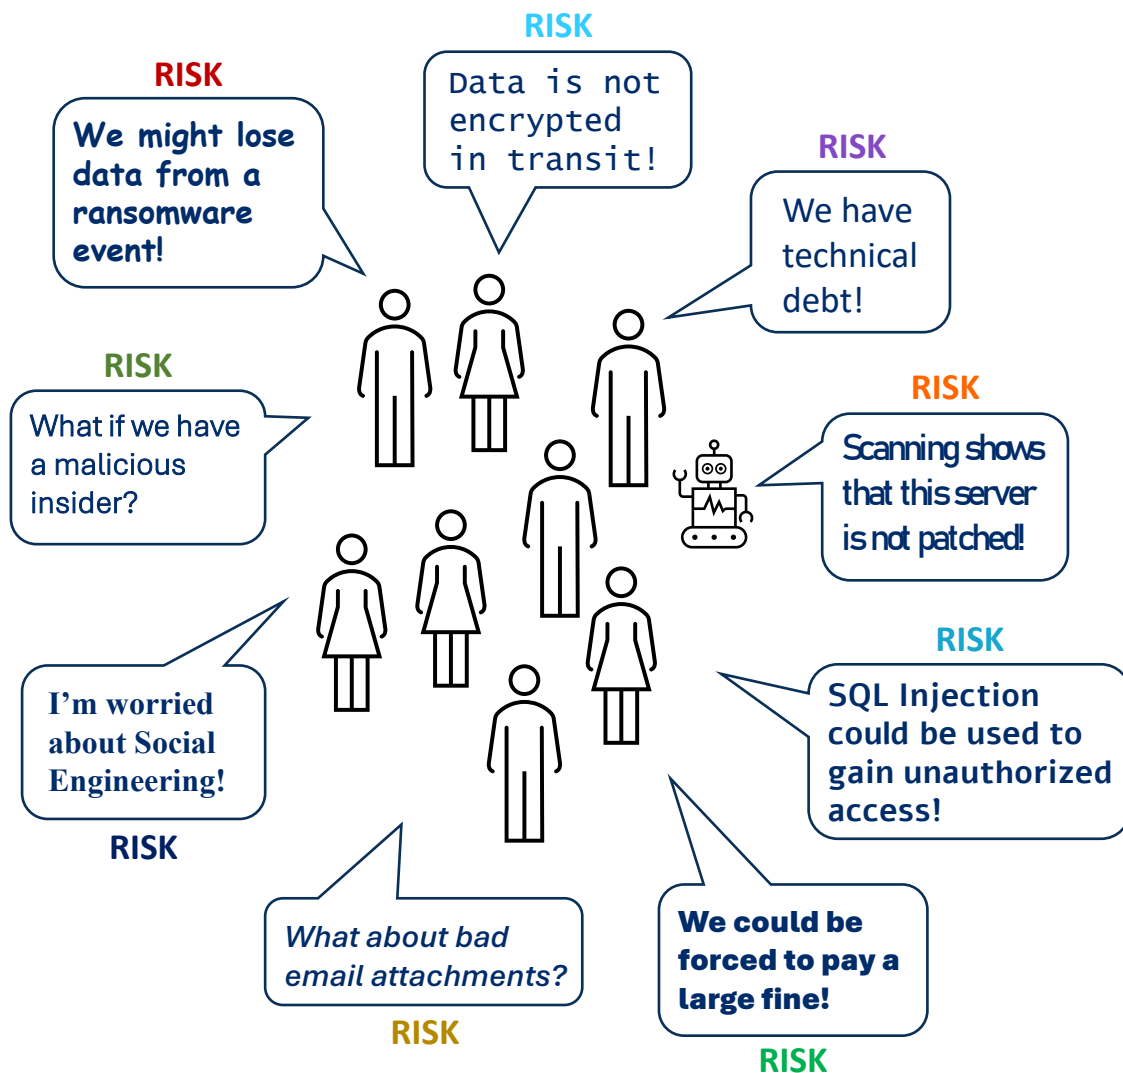 RISK
Data is not
encrypted
in transit!
RISK
We might lose
data from a
ransomware
event!
RISK
We have
technical
debt!
RISK
What if we have
a malicious
insider?
RISK
Scanning shows
that this server
is not patched!
RISK
SQL Injection
could be used to
gain unauthorized
access!
I'm worried
about Social
Engineering!
RISK
What about bad
email attachments?
RISK
We could be
forced to pay a
large fine!
RISK